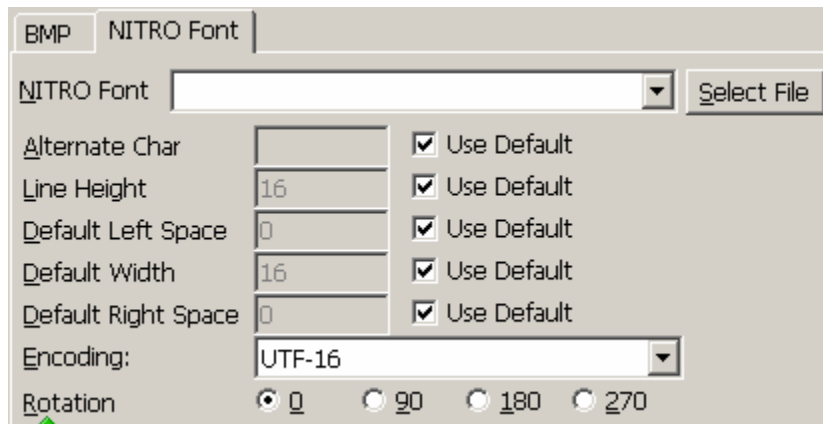 BMP NITRO Font
NITRO Font Select File
Alternate Char Use Default
Line Height 16 Use Default
Default Left Space 0 Use Default
Default Width 16 Use Default
Default Right Space 0 Use Default
Encoding: UTF-16
Rotation 0 90 180 270